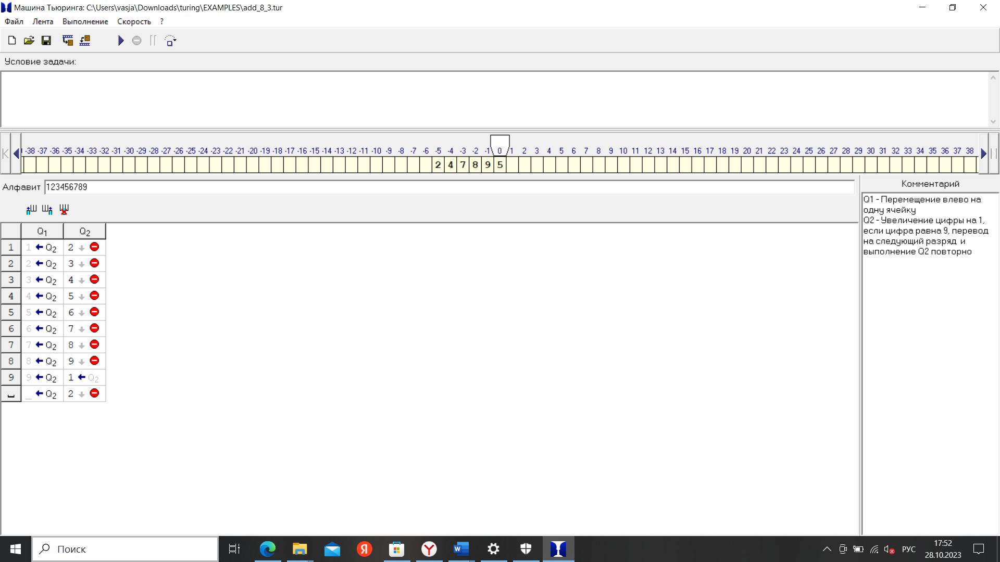 Машина Тьюринга: C:\Users\vasja\Downloads\turing\EXAMPLES\add_8_3.tur
Файл Лента Выполнение Скорость ?
Условие задачи:
-38 -37 -36 -35 -34 -33 -32 -31 -30 -29 -28 -27 -26 -25 -24 -23 -22 -21 -20 -19 -18 -17 -16 -15 -14 -13 -12 -11 -10 -9 -8 -7 -6 -5 -4 -3 -2 -1 0 1 2 3 4 5 6 7 8 9 10 11 12 13 14 15 16 17 18 19 20 21 22 23 24 25 26 27 28 29 30 31 32 33 34 35 36 37 38
2 4 7 8 9 5
Алфавит 123456789
Комментарий
Q1 - Перемещение влево на
одну ячейку
Q2 - Увеличение цифры на 1,
если цифра равна 9, перевод
на следующий разряд и
выполнение Q2 повторно
Q1 Q2
1 1 ← Q2 2 ↓
2 2 ← Q2 3 ↓
3 3 ← Q2 4 ↓
4 4 ← Q2 5 ↓
5 5 ← Q2 6 ↓
6 6 ← Q2 7 ↓
7 7 ← Q2 8 ↓
8 8 ← Q2 9 ↓
9 9 ← Q2 1 ← Q2
␣ _ ← Q2 2 ↓
Поиск
РУС
17:52
28.10.2023